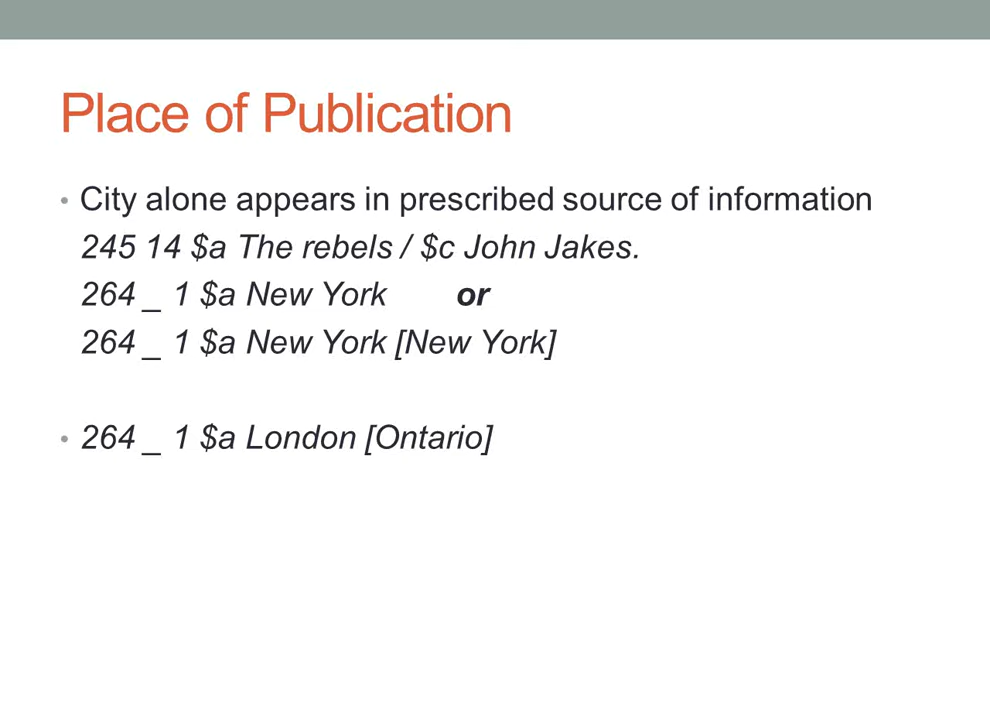 Place of Publication
• City alone appears in prescribed source of information
245 14 $a The rebels / $c John Jakes.
264 _ 1 $a New York or
264 _ 1 $a New York [New York]
• 264 _ 1 $a London [Ontario]